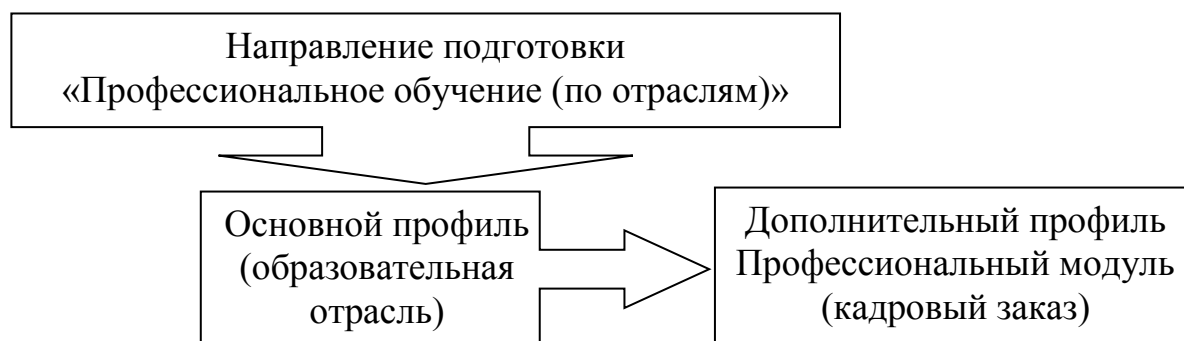 Направление подготовки
«Профессиональное обучение (по отраслям)»
Основной профиль
(образовательная
отрасль)
Дополнительный профиль
Профессиональный модуль
(кадровый заказ)